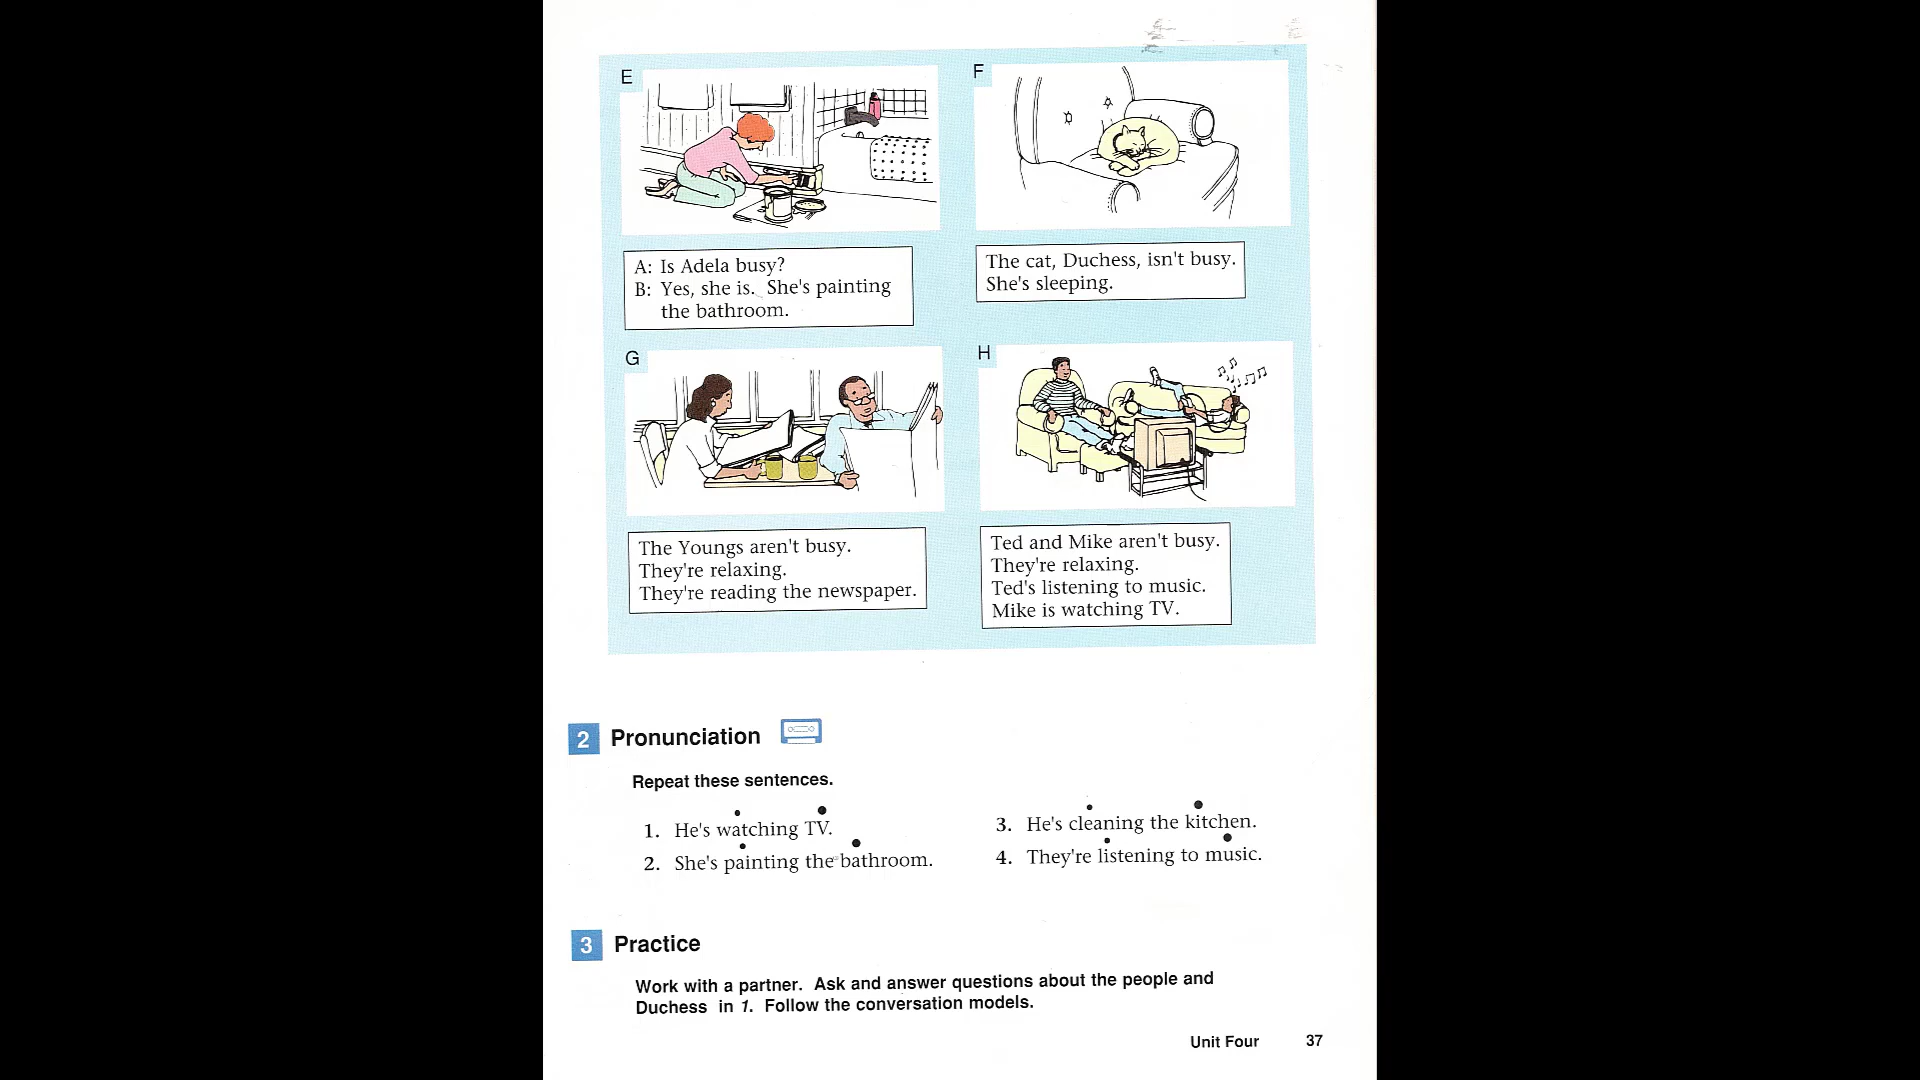 E
A: Is Adela busy?
B: Yes, she is. She's painting
the bathroom.
F
The cat, Duchess, isn't busy.
She's sleeping.
G
The Youngs aren't busy.
They're relaxing.
They're reading the newspaper.
H
Ted and Mike aren't busy.
They're relaxing.
Ted's listening to music.
Mike is watching TV.
2 Pronunciation
Repeat these sentences.
1. He's watching TV.
2. She's painting the bathroom.
3. He's cleaning the kitchen.
4. They're listening to music.
3 Practice
Work with a partner. Ask and answer questions about the people and
Duchess in 1. Follow the conversation models.
Unit Four 37